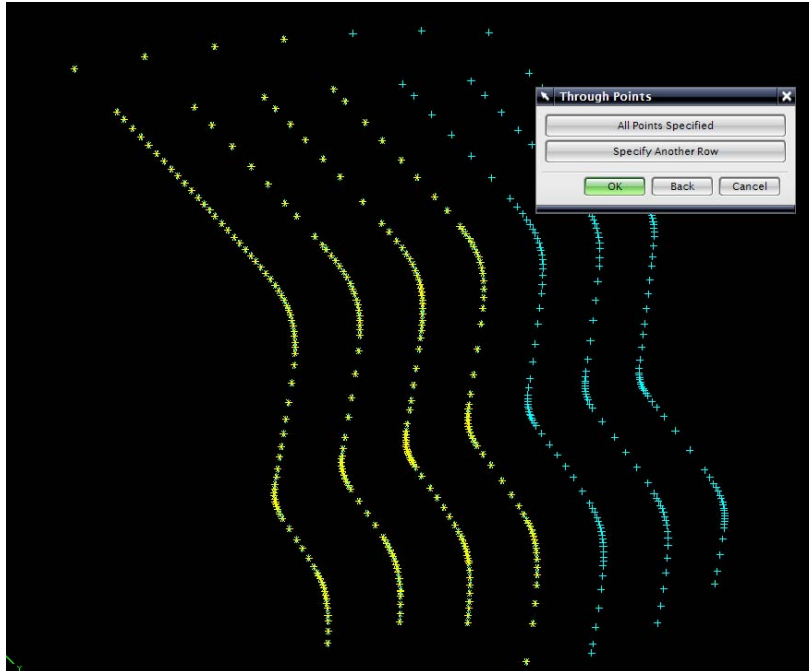 Through Points
All Points Specified
Specify Another Row
OK Back Cancel